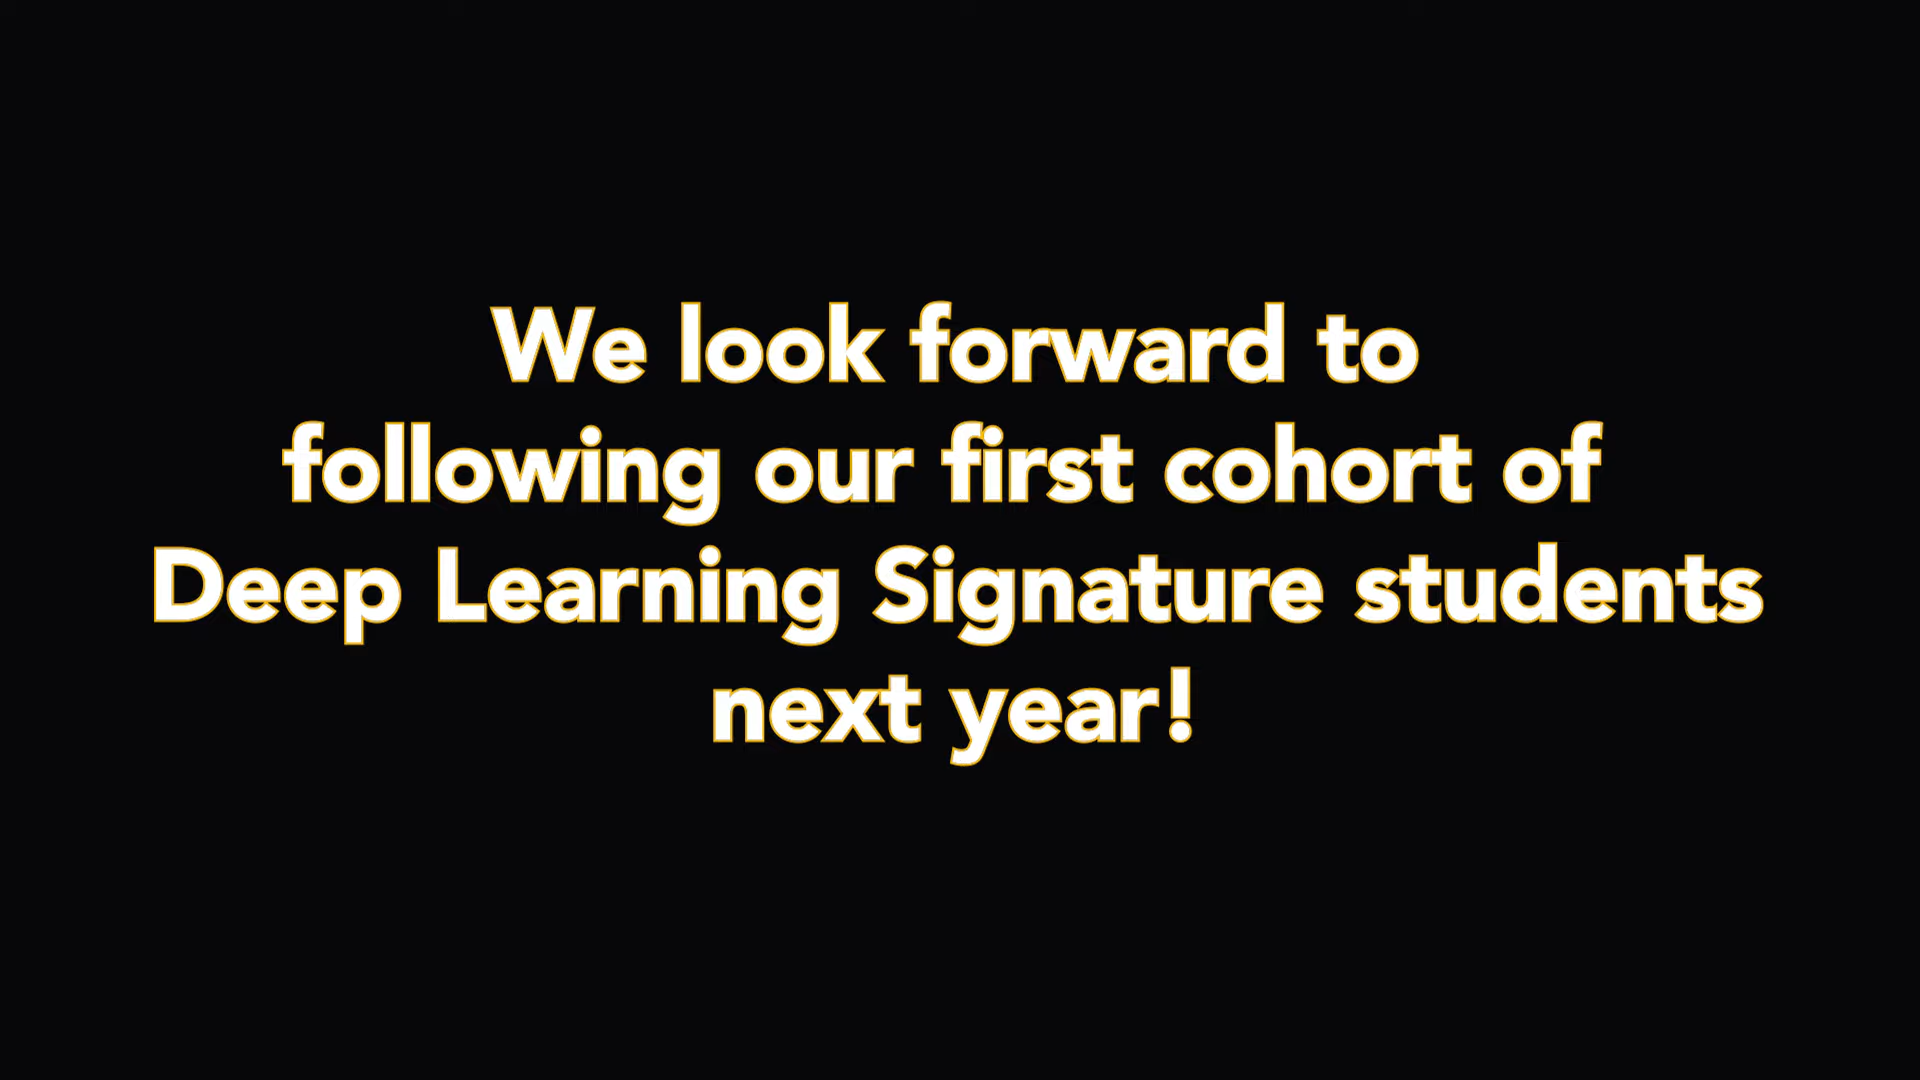 We look forward to
following our first cohort of
Deep Learning Signature students
next year!